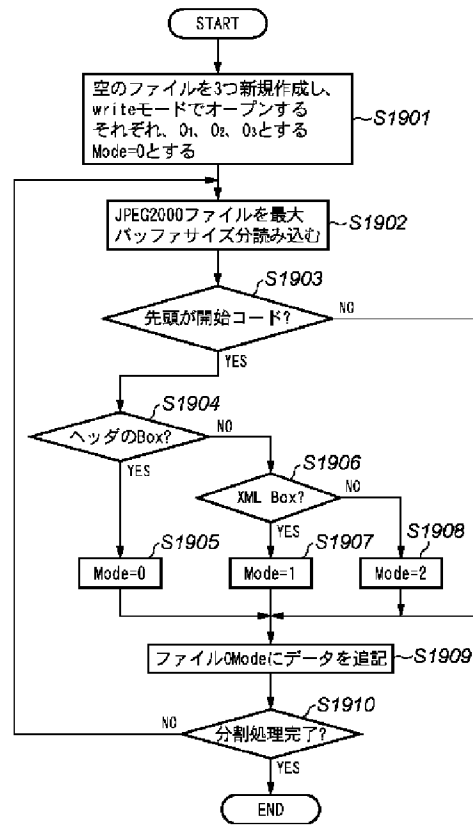 START
空のファイルを3つ新規作成し、
writeモードでオープンする
それぞれ、O₁、O₂、O₃とする
Mode=0とする
S1901
JPEG2000ファイルを最大
バッファサイズ分読み込む
S1902
S1903
先頭が開始コード?
NO
YES
S1904
ヘッダのBox?
NO
YES
S1906
XML Box?
NO
YES
S1905
Mode=0
S1907
Mode=1
S1908
Mode=2
ファイルOModeにデータを追記
S1909
S1910
分割処理完了?
NO
YES
END